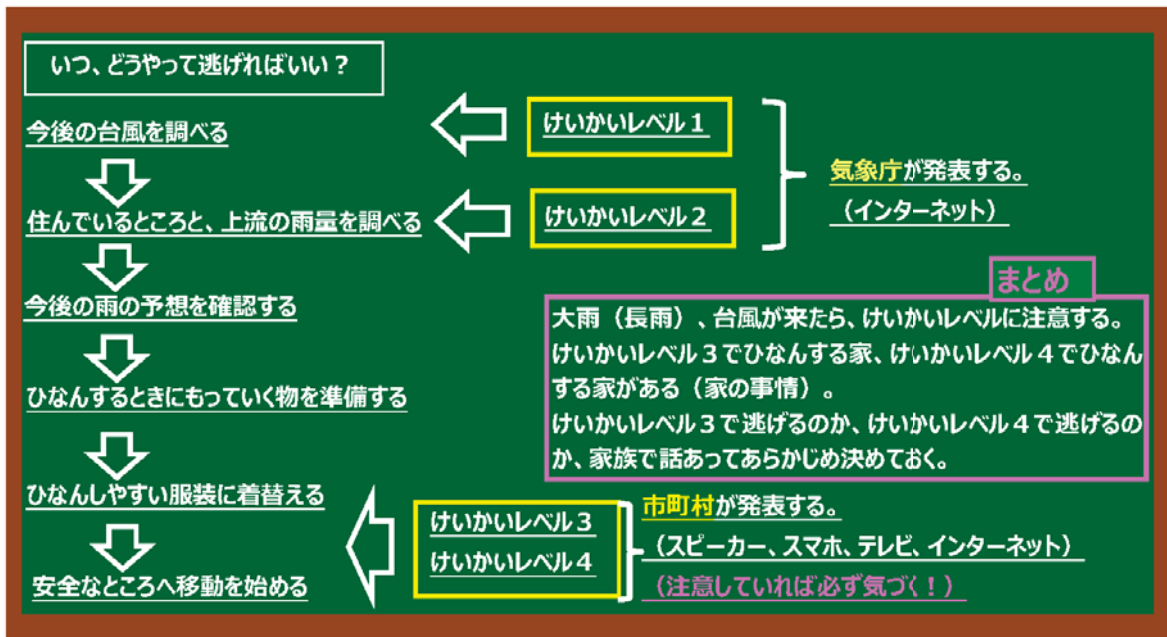 いつ、どうやって逃げればいい？
今後の台風を調べる
けいかいレベル１
住んでいるところと、上流の雨量を調べる
けいかいレベル２
気象庁が発表する。
（インターネット）
今後の雨の予想を確認する
ひなんするときにもっていく物を準備する
ひなんしやすい服装に着替える
安全なところへ移動を始める
まとめ
大雨（長雨）、台風が来たら、けいかいレベルに注意する。
けいかいレベル３でひなんする家、けいかいレベル４でひなん
する家がある（家の事情）。
けいかいレベル３で逃げるのか、けいかいレベル４で逃げるの
か、家族で話あってあらかじめ決めておく。
けいかいレベル３
けいかいレベル４
市町村が発表する。
（スピーカー、スマホ、テレビ、インターネット）
（注意していれば必ず気づく！）